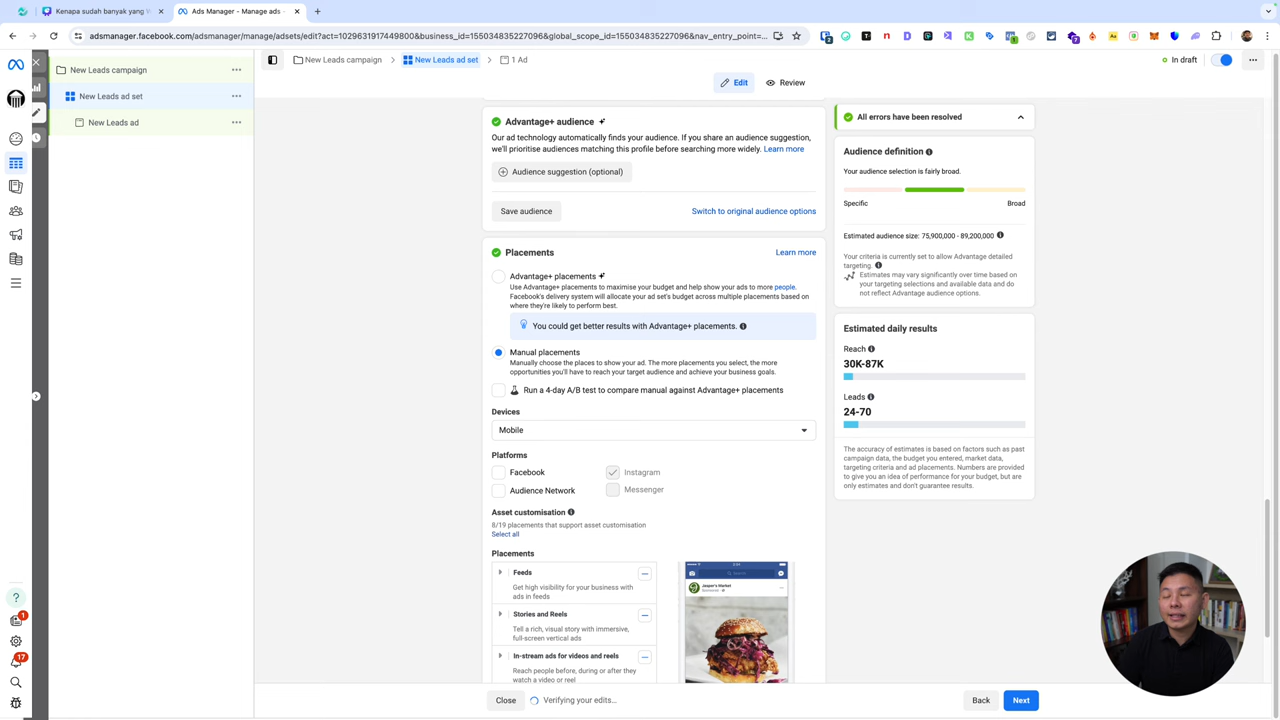 Kenapa sudah banyak yang
Ads Manager - Manage ads -
adsmanager.facebook.com/adsmanager/manage/adsets/edit?act=1029631917449800&business_id=155034835227096&global_scope_id=155034835227096&nav_entry_point=...
New Leads campaign
New Leads ad set
New Leads ad
New Leads campaign
New Leads ad set
1 Ad
In draft
Edit
Review
Advantage+ audience
Our ad technology automatically finds your audience. If you share an audience suggestion,
we'll prioritise audiences matching this profile before searching more widely. Learn more
Audience suggestion (optional)
Save audience
Switch to original audience options
Placements
Learn more
Advantage+ placements
Use Advantage+ placements to maximise your budget and help show your ads to more people.
Facebook's delivery system will allocate your ad set's budget across multiple placements based on
where they're likely to perform best.
You could get better results with Advantage+ placements.
Manual placements
Manually choose the places to show your ad. The more placements you select, the more
opportunities you'll have to reach your target audience and achieve your business goals.
Run a 4-day A/B test to compare manual against Advantage+ placements
Devices
Mobile
Platforms
Facebook
Instagram
Audience Network
Messenger
Asset customisation
8/19 placements that support asset customisation
Select all
Placements
Feeds
Get high visibility for your business with
ads in feeds
Stories and Reels
Tell a rich, visual story with immersive,
full-screen vertical ads
In-stream ads for videos and reels
Reach people before, during or after they
watch a video or reel
Search
Jasper's Market
Sponsored
All errors have been resolved
Audience definition
Your audience selection is fairly broad.
Specific
Broad
Estimated audience size: 75,900,000 - 89,200,000
Your criteria is currently set to allow Advantage detailed
targeting.
Estimates may vary significantly over time based on
your targeting selections and available data and do
not reflect Advantage audience options.
Estimated daily results
Reach
30K-87K
Leads
24-70
The accuracy of estimates is based on factors such as past
campaign data, the budget you entered, market data,
targeting criteria and ad placements. Numbers are provided
to give you an idea of performance for your budget, but are
only estimates and don't guarantee results.
1
17
Close
Verifying your edits...
Back
Next